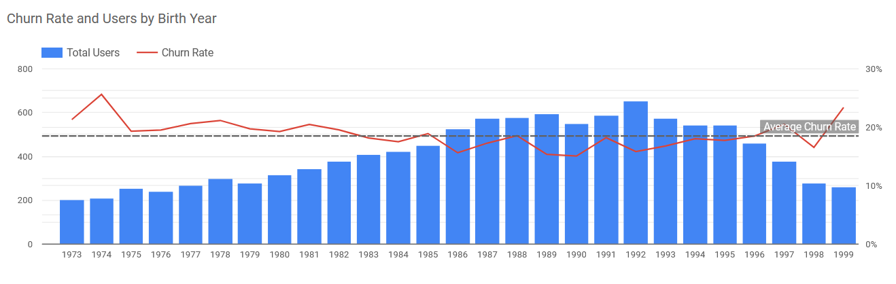 Churn Rate and Users by Birth Year
Total Users Churn Rate
800 30%
600 20%
Average Churn Rate
400
200 10%
0 0%
1973 1974 1975 1976 1977 1978 1979 1980 1981 1982 1983 1984 1985 1986 1987 1988 1989 1990 1991 1992 1993 1994 1995 1996 1997 1998 1999